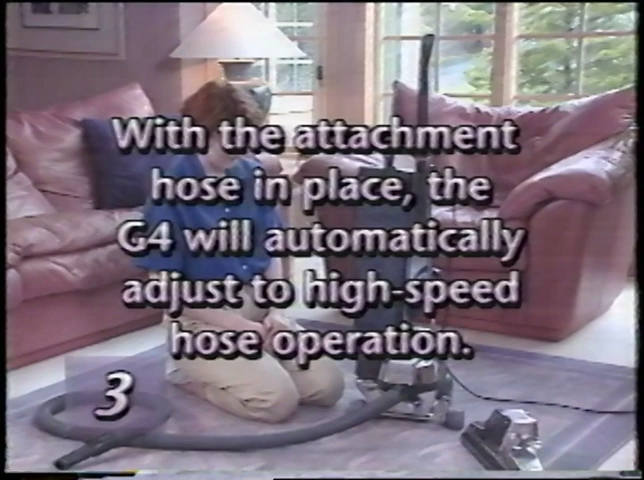 With the attachment
hose in place, the
G4 will automatically
adjust to high-speed
hose operation.
3